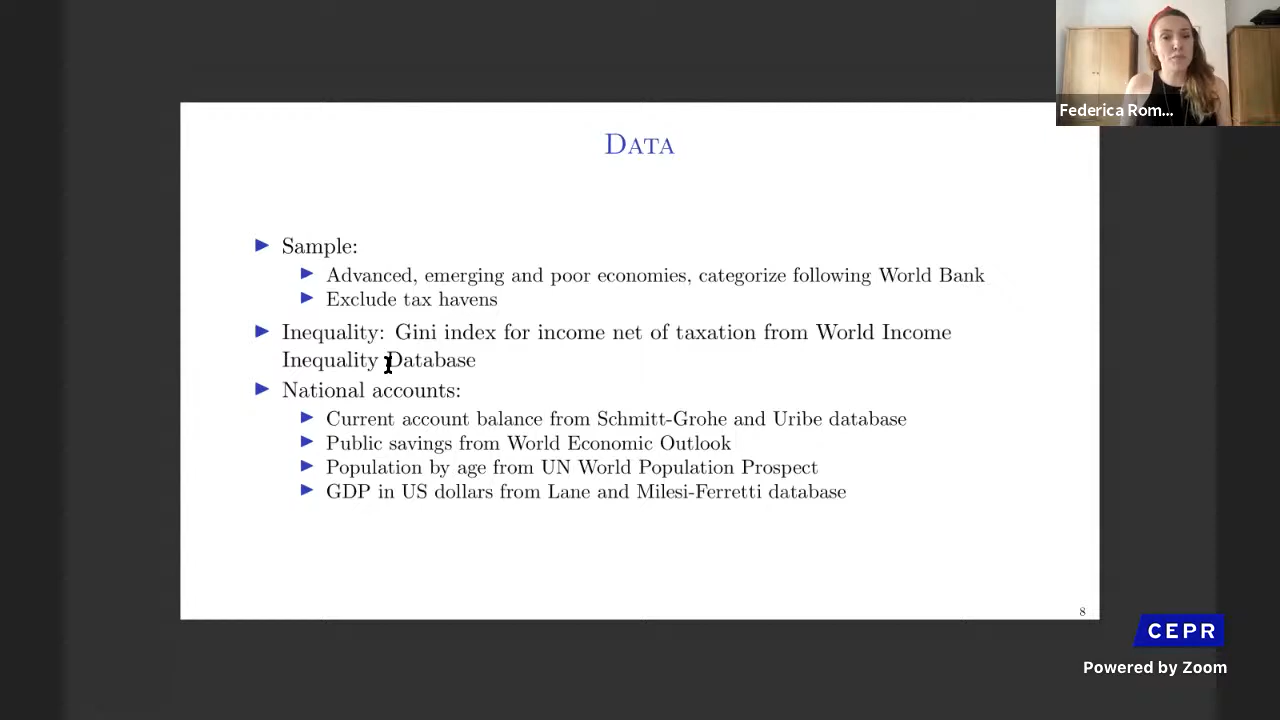 Federica Rom...
DATA
Sample:
Advanced, emerging and poor economies, categorize following World Bank
Exclude tax havens
Inequality: Gini index for income net of taxation from World Income
Inequality Database
National accounts:
Current account balance from Schmitt-Grohe and Uribe database
Public savings from World Economic Outlook
Population by age from UN World Population Prospect
GDP in US dollars from Lane and Milesi-Ferretti database
8
CEPR
Powered by Zoom